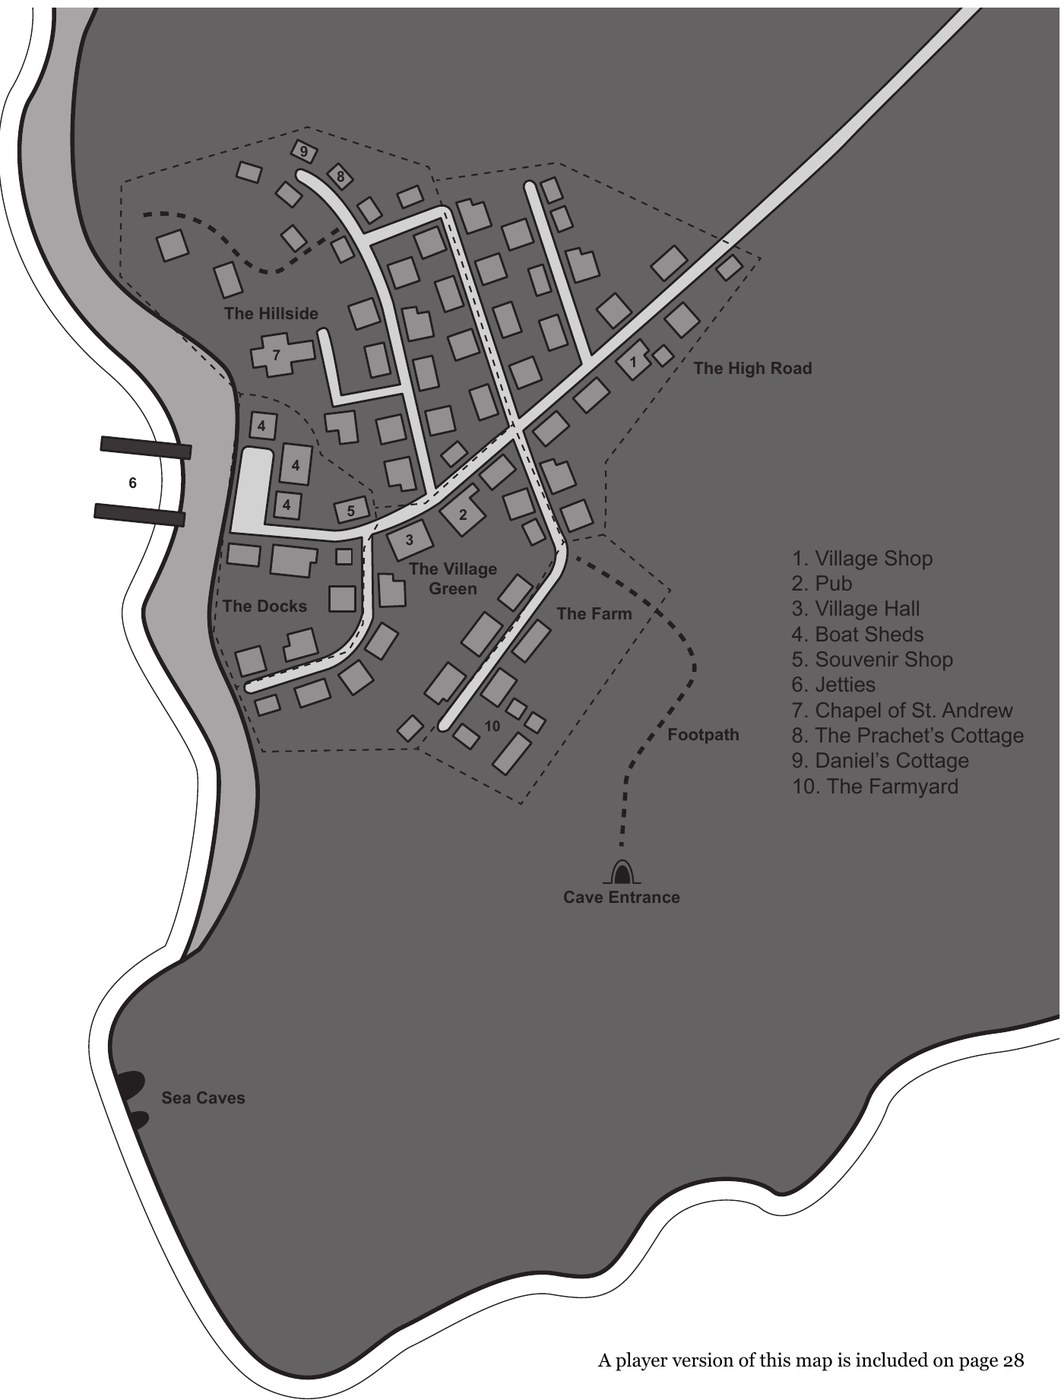 9
8
The Hillside
7
1
The High Road
4
4
6
4
5
2
3
The Village
Green
The Docks
The Farm
1. Village Shop
2. Pub
3. Village Hall
4. Boat Sheds
5. Souvenir Shop
6. Jetties
7. Chapel of St. Andrew
8. The Prachet's Cottage
9. Daniel's Cottage
10. The Farmyard
10
Footpath
Cave Entrance
Sea Caves
A player version of this map is included on page 28